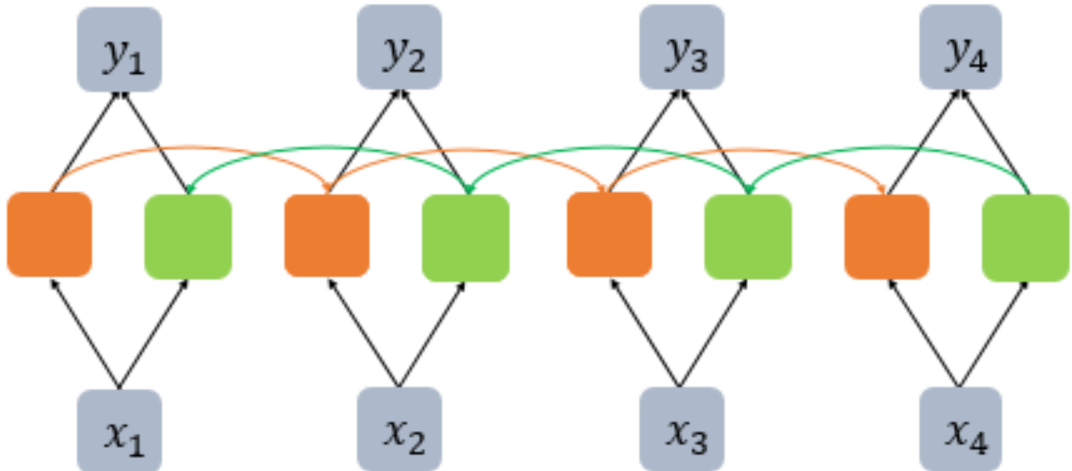 y₁ y₂ y₃ y₄
x₁ x₂ x₃ x₄